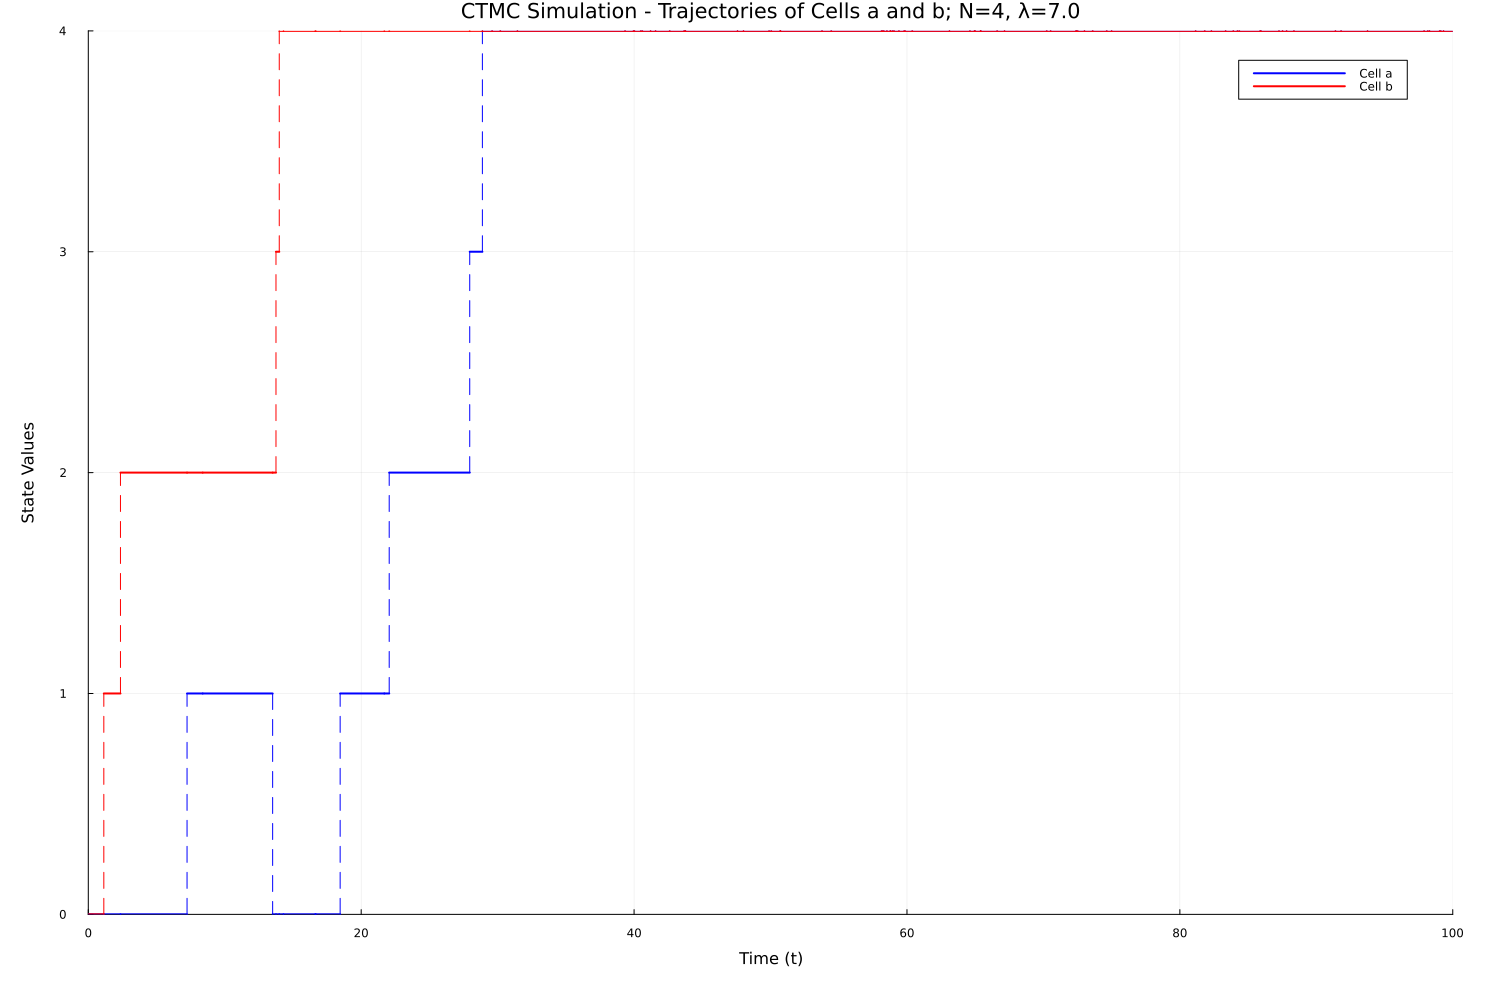 CTMC Simulation - Trajectories of Cells a and b; N=4, λ=7.0
4
Cell a
Cell b
3
State Values
2
1
0
0 20 40 60 80 100
Time (t)